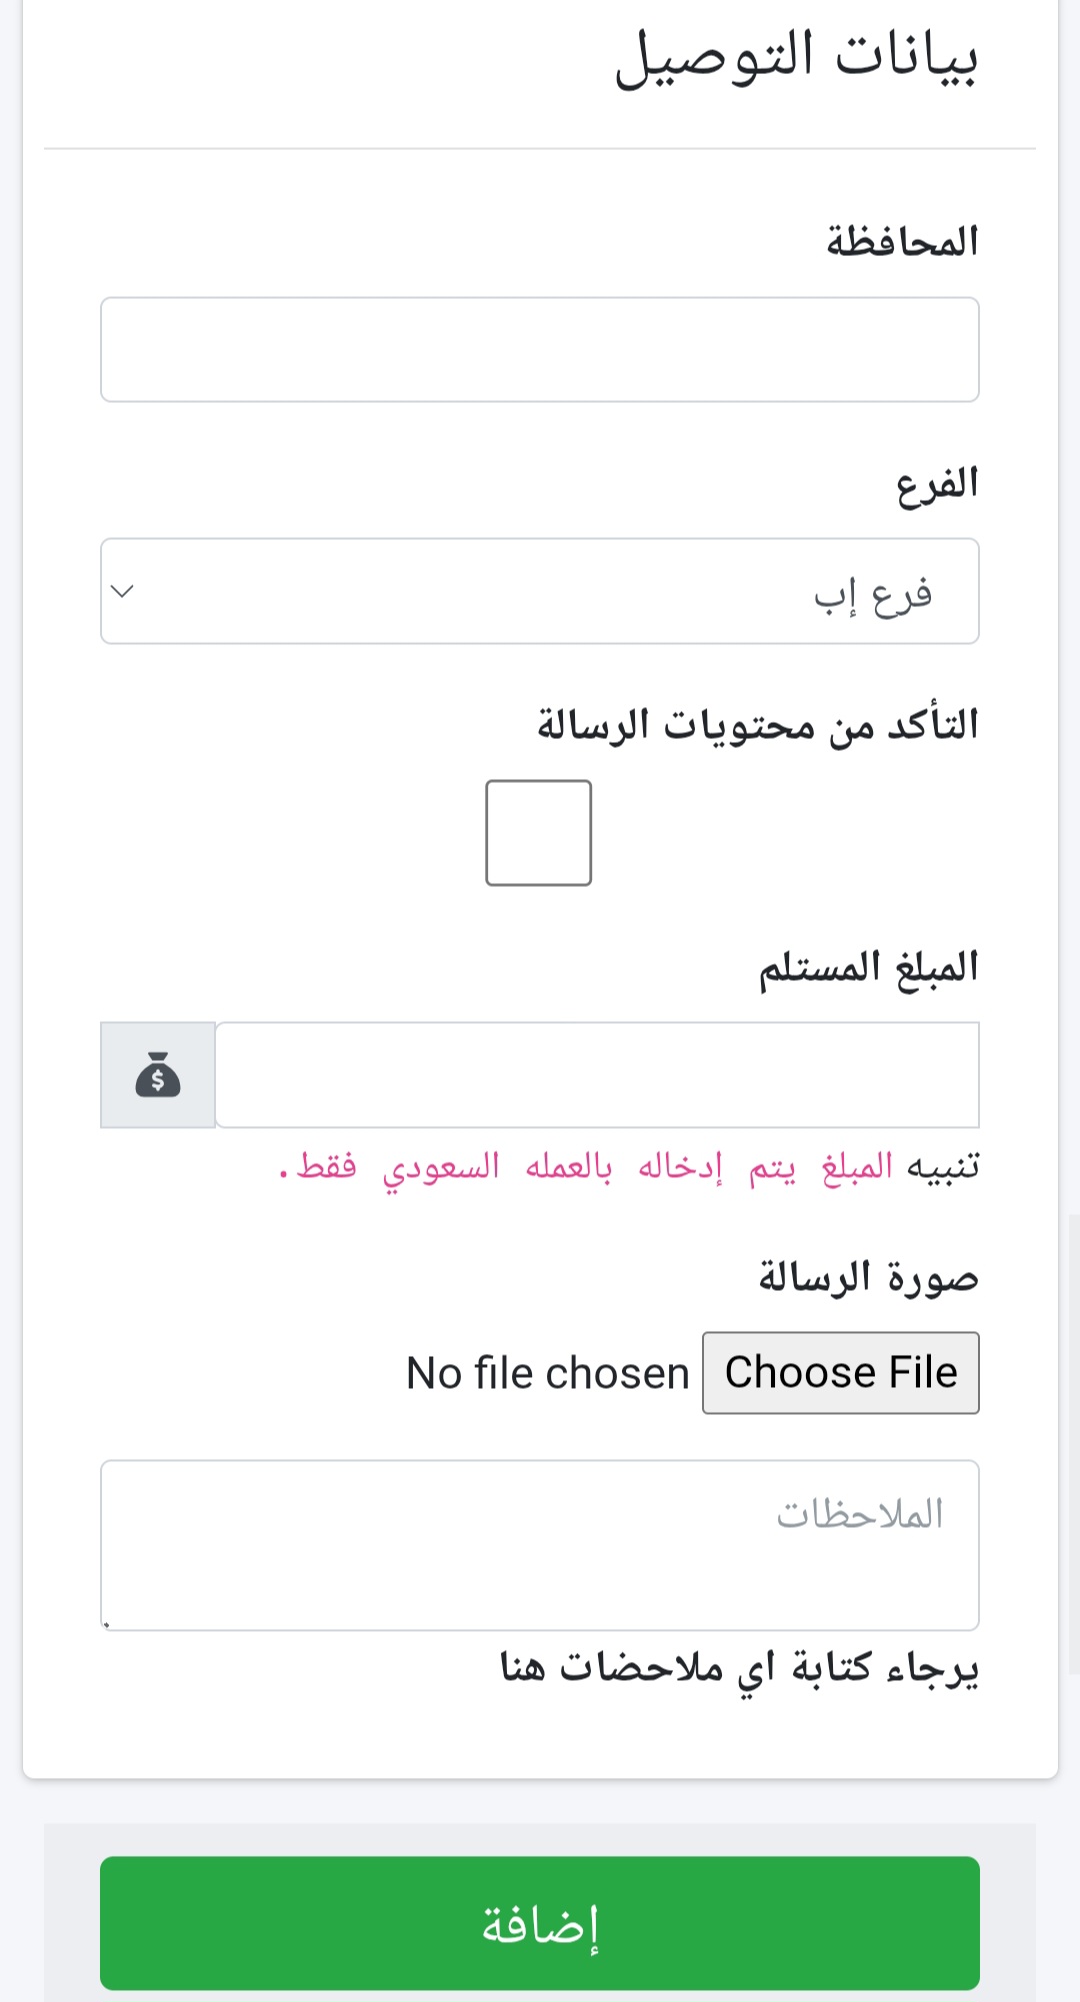 بيانات التوصيل
المحافظة
الفرع
فرع إب
التأكد من محتويات الرسالة
المبلغ المستلم
$
تنبيه المبلغ يتم إدخاله بالعمله السعودي فقط.
صورة الرسالة
Choose File No file chosen
الملاحظات
يرجاء كتابة اي ملاحضات هنا
إضافة